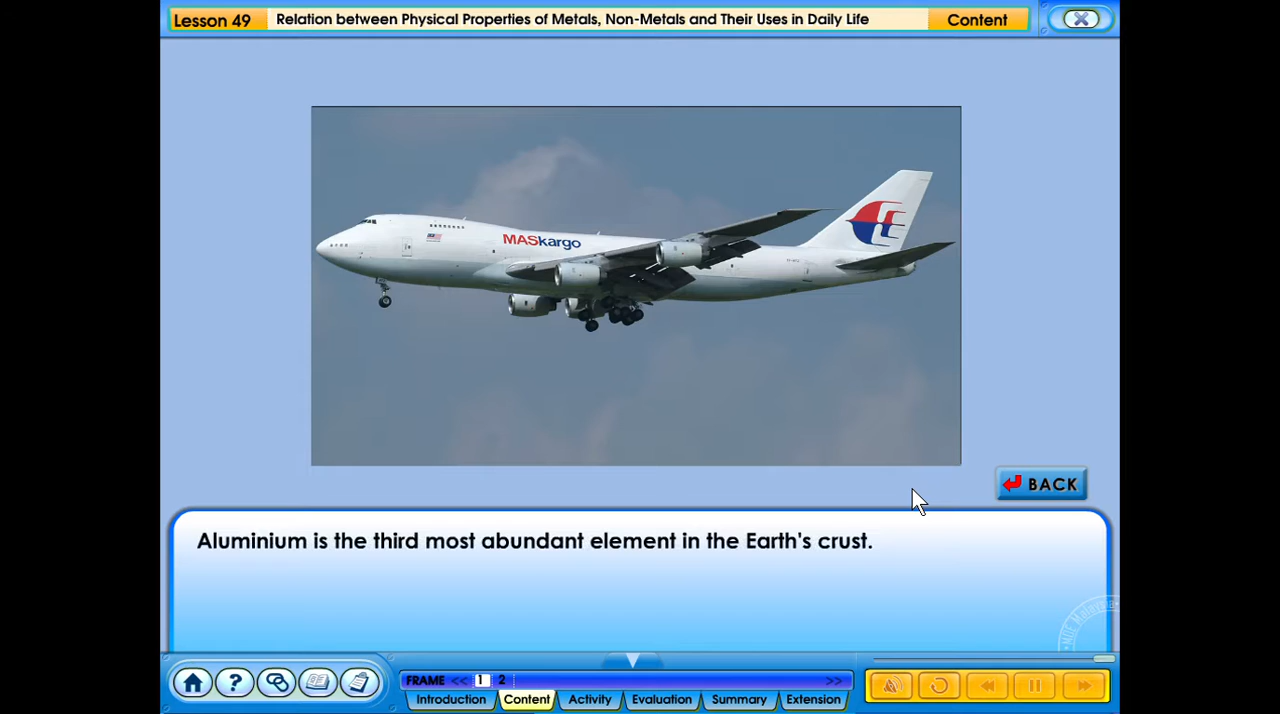 Lesson 49
Relation between Physical Properties of Metals, Non-Metals and Their Uses in Daily Life
Content
MASkargo
BACK
Aluminium is the third most abundant element in the Earth's crust.
FRAME << 1 2 >>
Introduction
Content
Activity
Evaluation
Summary
Extension